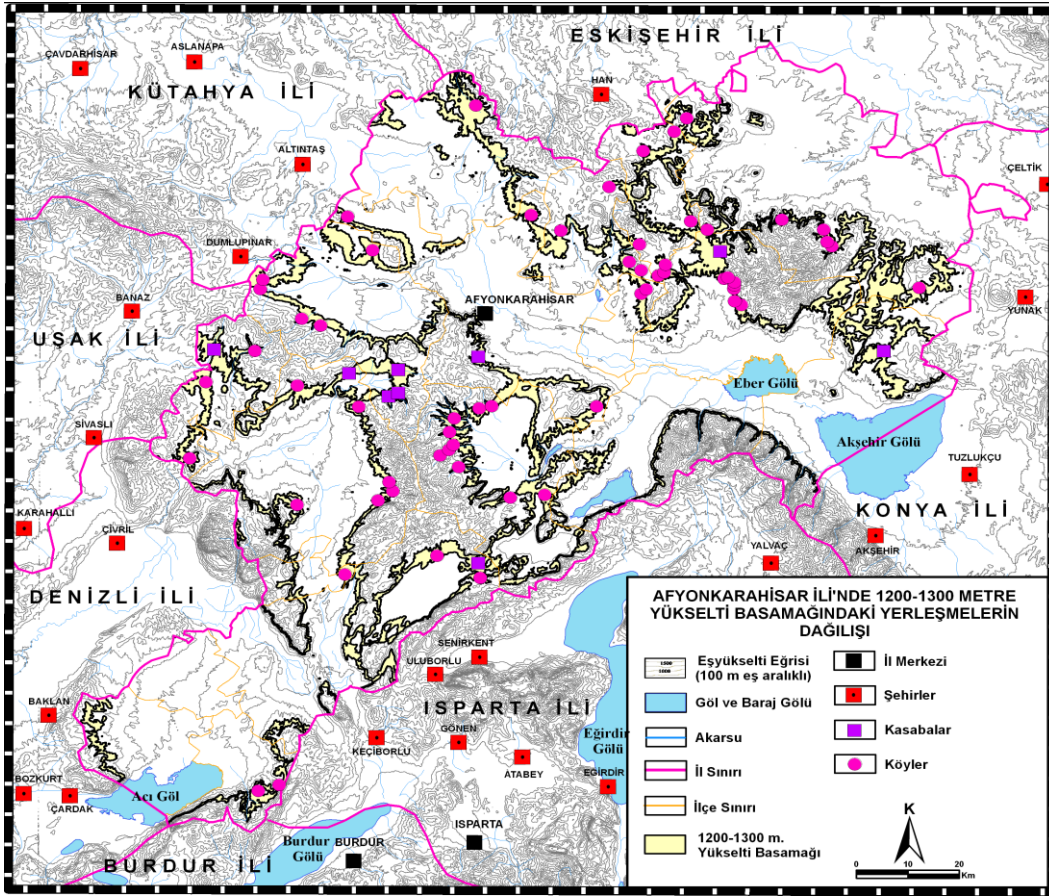 ESKİŞEHİR İLİ
ASLANAPA
ÇAVDARHİSAR
HAN
KÜTAHYA İLİ
ALTINTAŞ
ÇELTİK
DUMLUPINAR
BANAZ
AFYONKARAHİSAR
YUNAK
UŞAK İLİ
Eber Gölü
SİVASLI
Akşehir Gölü
TUZLUKÇU
KARAHALLI
ÇİVRİL
KONYA İLİ
AKŞEHİR
YALVAÇ
DENİZLİ İLİ
SENİRKENT
ULUBORLU
BAKLAN
ISPARTA İLİ
KEÇİBORLU
GÖNEN
Eğirdir
Gölü
ATABEY
EĞİRDİR
BOZKURT
ÇARDAK
Acı Göl
ISPARTA
Burdur
Gölü
BURDUR
BURDUR İLİ
AFYONKARAHİSAR İLİ'NDE 1200-1300 METRE
YÜKSELTİ BASAMAĞINDAKİ YERLEŞMELERİN
DAĞILIŞI
Eşyükselti Eğrisi
(100 m eş aralıklı)
Göl ve Baraj Gölü
Akarsu
İl Sınırı
İlçe Sınırı
1200-1300 m.
Yükselti Basamağı
İl Merkezi
Şehirler
Kasabalar
Köyler
K
0 10 20
Km